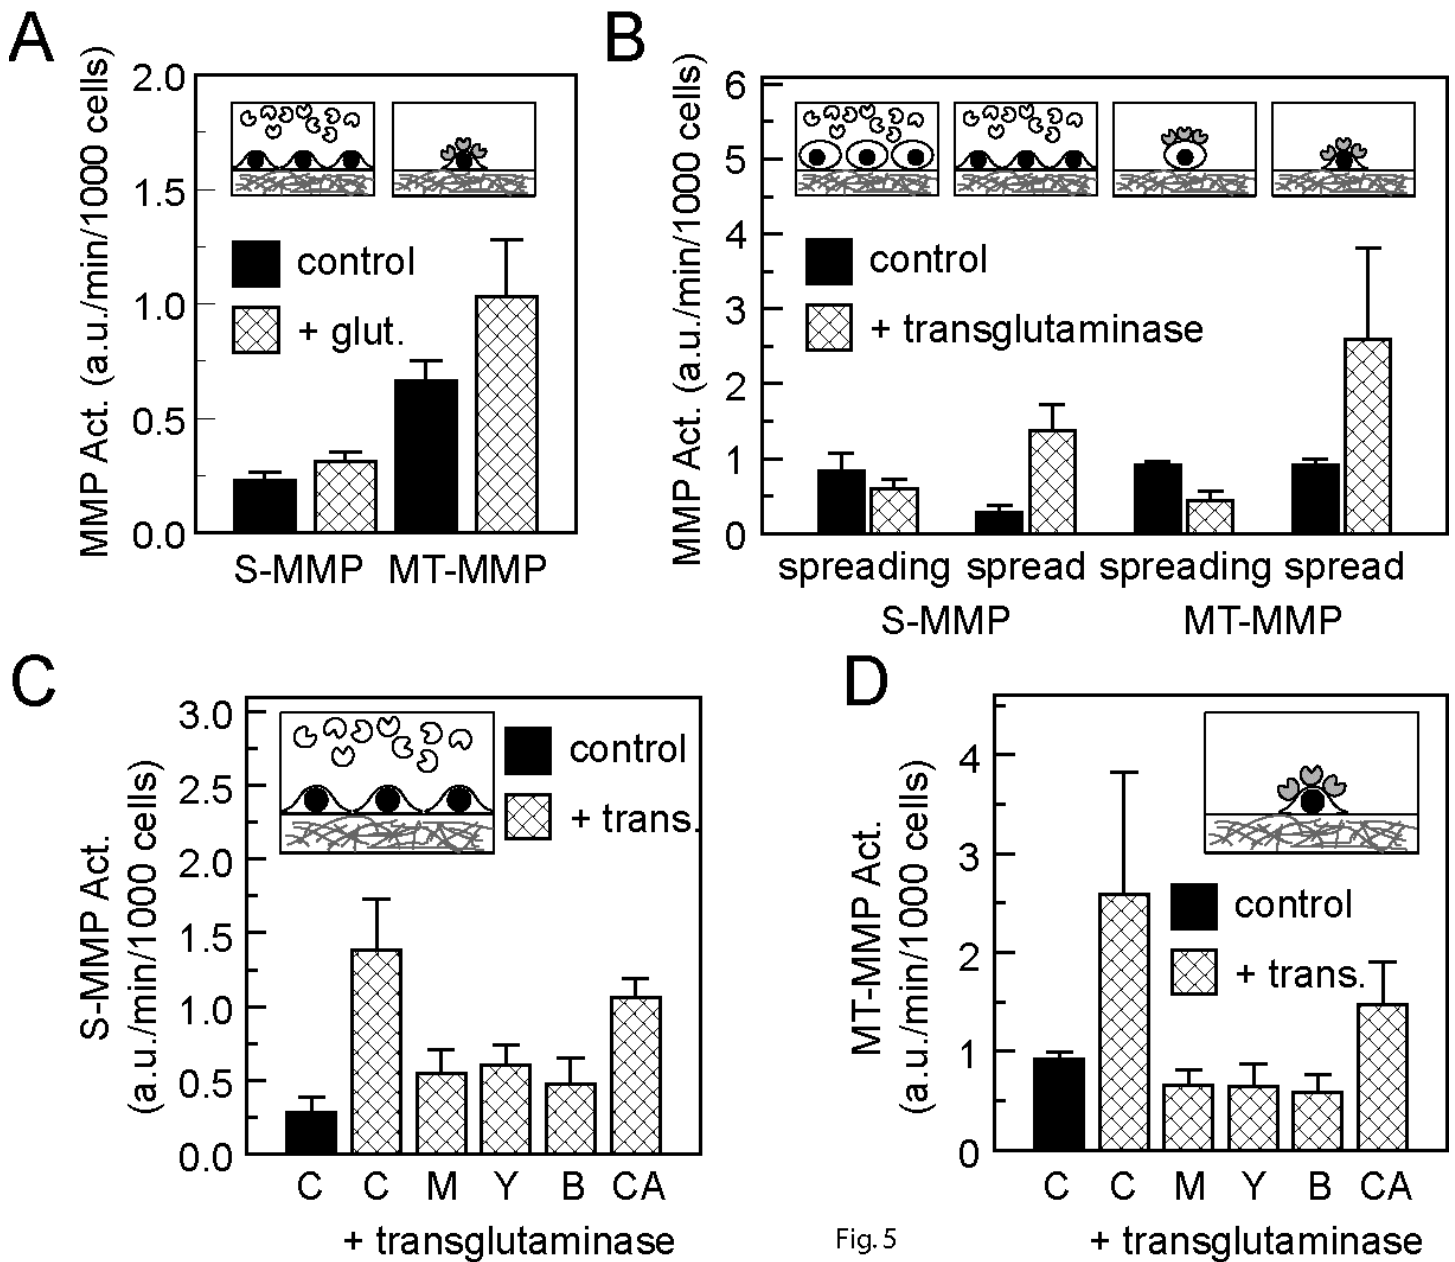 A
MMP Act. (a.u./min/1000 cells)
2.0
1.5
1.0
0.5
0.0
control
+ glut.
S-MMP MT-MMP
B
MMP Act. (a.u./min/1000 cells)
6
5
4
3
2
1
0
control
+ transglutaminase
spreading spread spreading spread
S-MMP MT-MMP
C
S-MMP Act.
(a.u./min/1000 cells)
3.0
2.5
2.0
1.5
1.0
0.5
0.0
control
+ trans.
C C M Y B CA
+ transglutaminase
D
MT-MMP Act.
(a.u./min/1000 cells)
4
3
2
1
0
control
+ trans.
C C M Y B CA
+ transglutaminase
Fig. 5